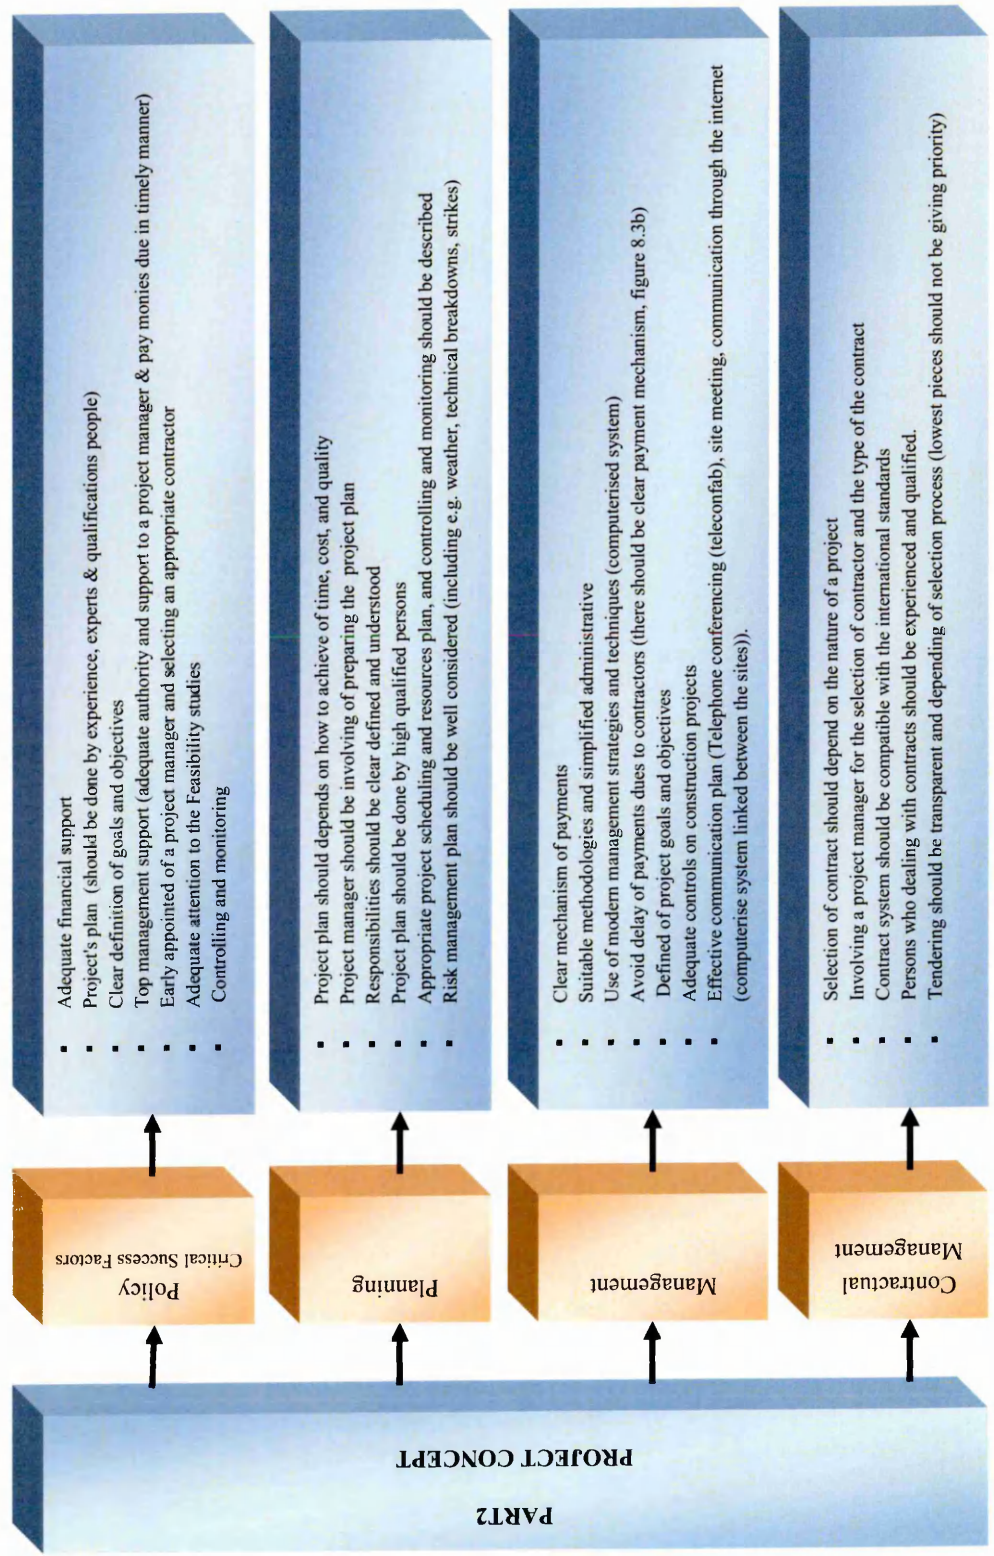 PART2
PROJECT CONCEPT
Policy
Critical Success Factors
▪ Adequate financial support
▪ Project's plan (should be done by experience, experts & qualifications people)
▪ Clear definition of goals and objectives
▪ Top management support (adequate authority and support to a project manager & pay monies due in timely manner)
▪ Early appointed of a project manager and selecting an appropriate contractor
▪ Adequate attention to the Feasibility studies
▪ Controlling and monitoring
Planning
▪ Project plan should depends on how to achieve of time, cost, and quality
▪ Project manager should be involving of preparing the project plan
▪ Responsibilities should be clear defined and understood
▪ Project plan should be done by high qualified persons
▪ Appropriate project scheduling and resources plan, and controlling and monitoring should be described
▪ Risk management plan should be well considered (including e.g. weather, technical breakdowns, strikes)
Management
▪ Clear mechanism of payments
▪ Suitable methodologies and simplified administrative
▪ Use of modern management strategies and techniques (computerised system)
▪ Avoid delay of payments dues to contractors (there should be clear payment mechanism, figure 8.3b)
▪ Defined of project goals and objectives
▪ Adequate controls on construction projects
▪ Effective communication plan (Telephone conferencing (teleconfab), site meeting, communication through the internet
(computerise system linked between the sites)).
Contractual
Management
▪ Selection of contract should depend on the nature of a project
▪ Involving a project manager for the selection of contractor and the type of the contract
▪ Contract system should be compatible with the international standards
▪ Persons who dealing with contracts should be experienced and qualified.
▪ Tendering should be transparent and depending of selection process (lowest pieces should not be giving priority)